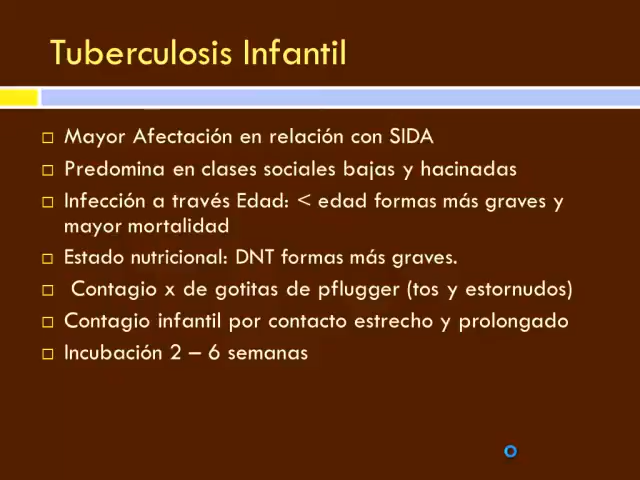 Tuberculosis Infantil
Mayor Afectación en relación con SIDA
Predomina en clases sociales bajas y hacinadas
Infección a través Edad: < edad formas más graves y
mayor mortalidad
Estado nutricional: DNT formas más graves.
Contagio x de gotitas de pflugger (tos y estornudos)
Contagio infantil por contacto estrecho y prolongado
Incubación 2 – 6 semanas